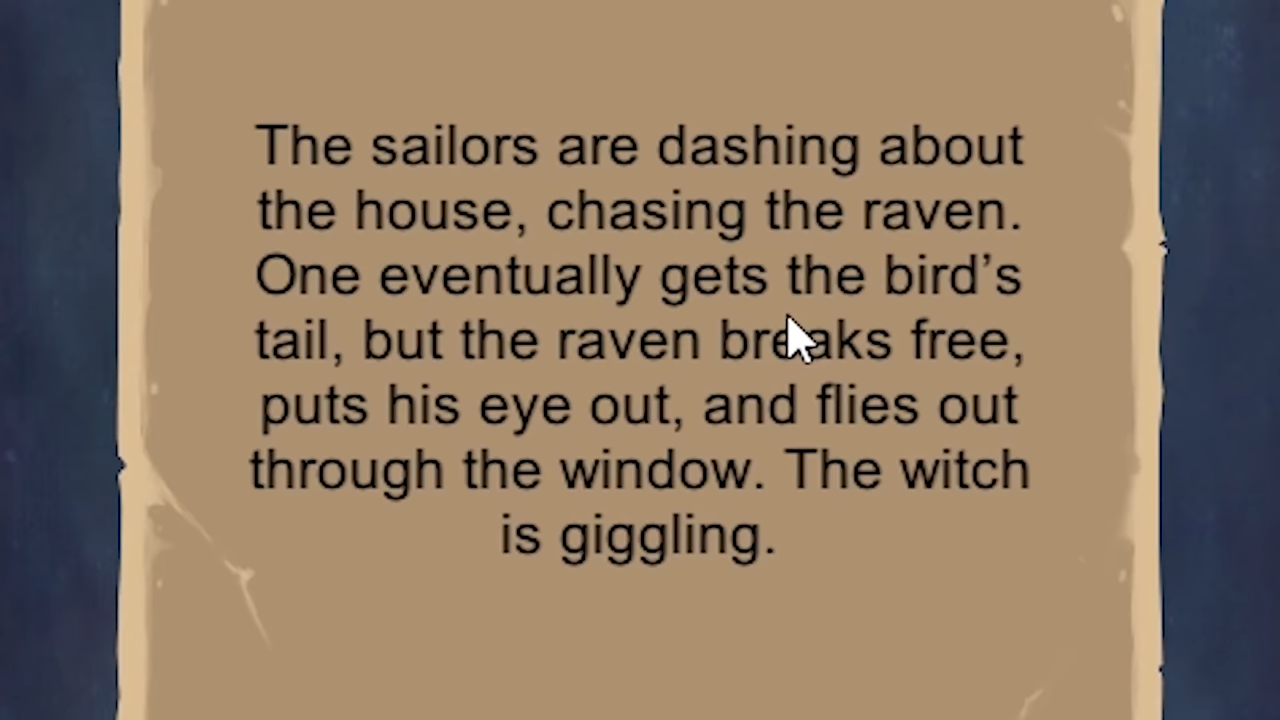 The sailors are dashing about
the house, chasing the raven.
One eventually gets the bird’s
tail, but the raven breaks free,
puts his eye out, and flies out
through the window. The witch
is giggling.